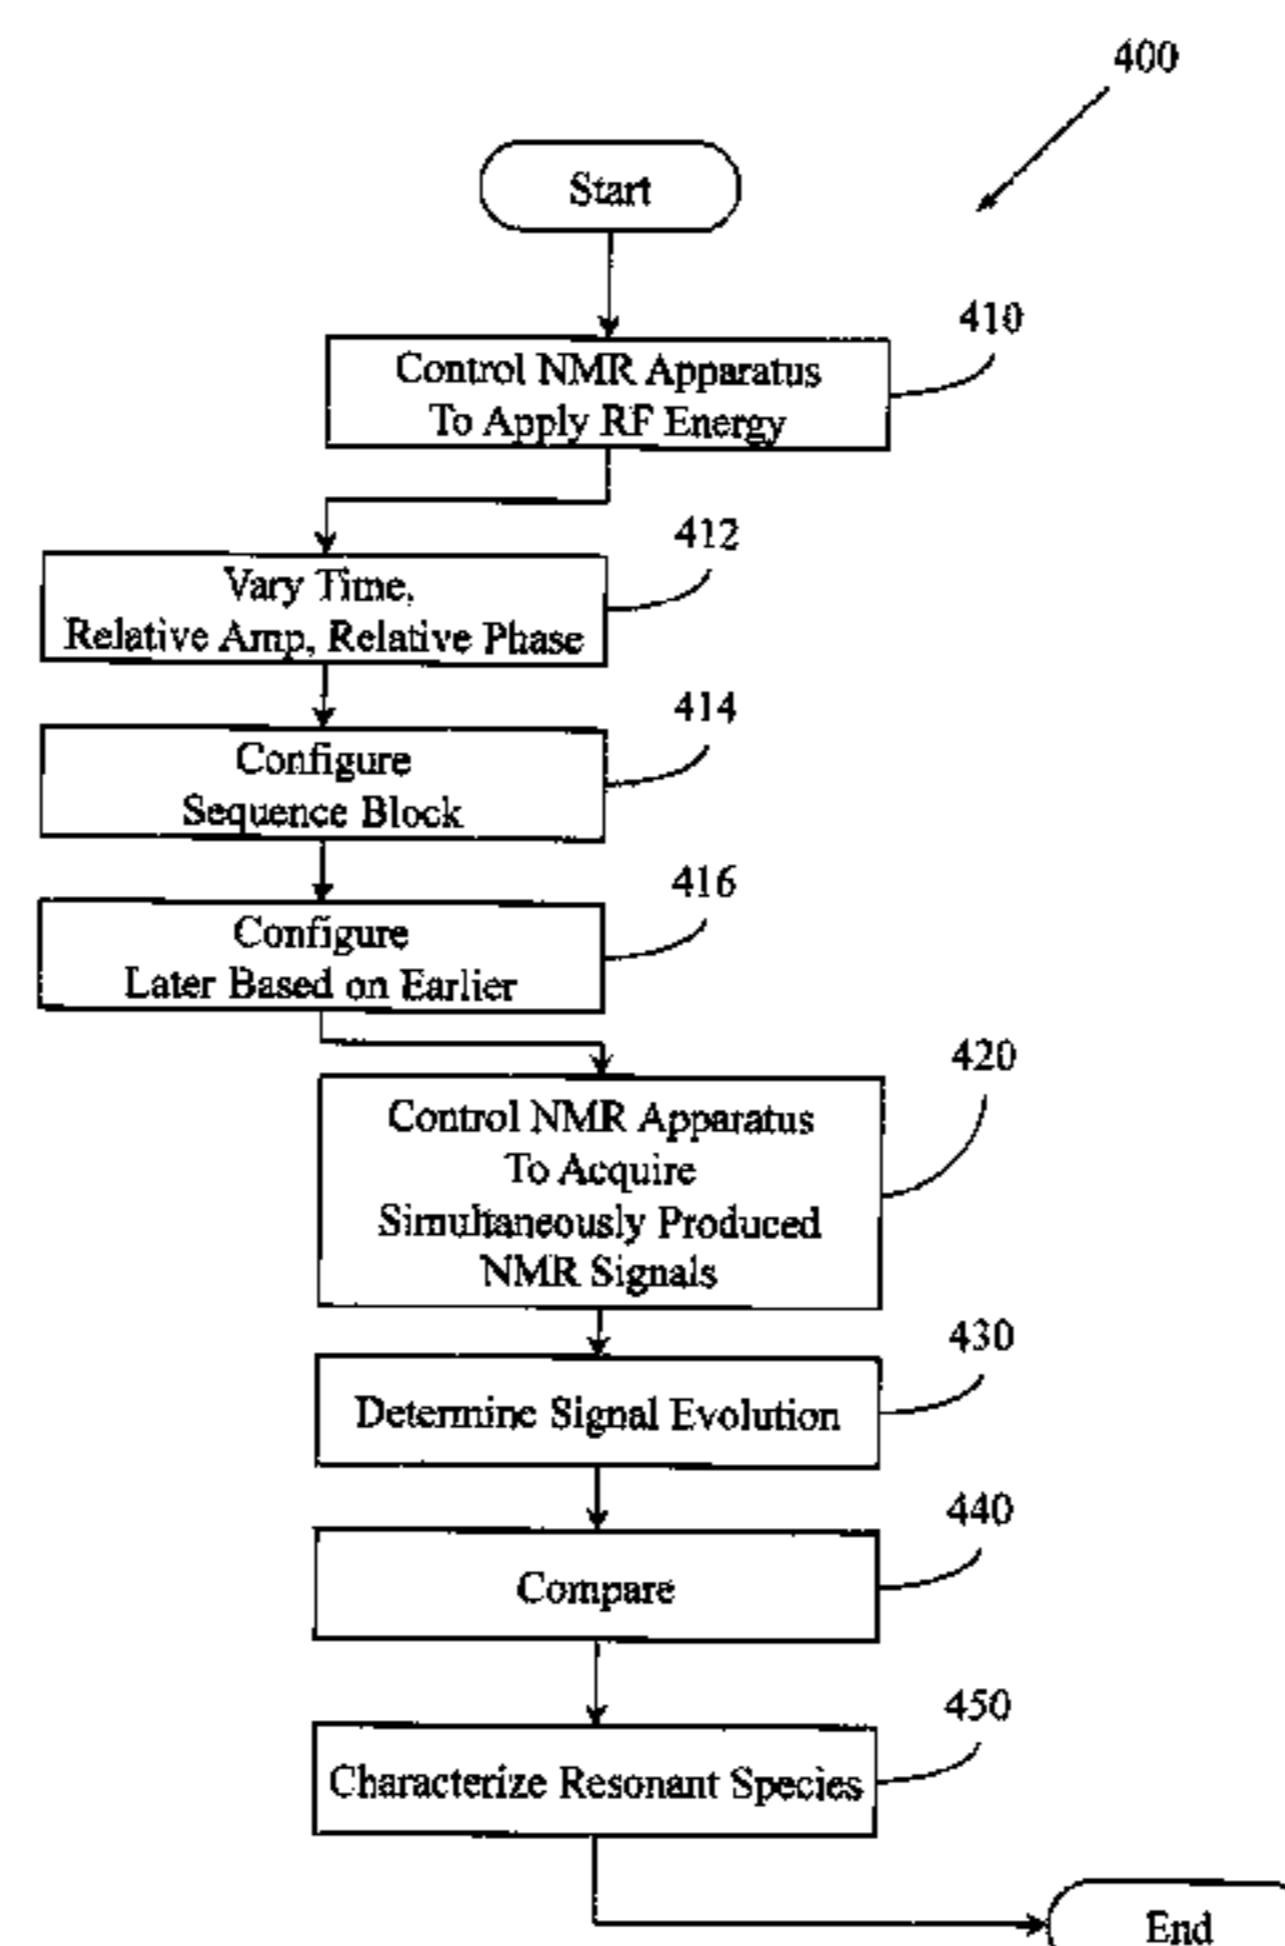 400
Start
410
Control NMR Apparatus
To Apply RF Energy
412
Vary Time,
Relative Amp, Relative Phase
414
Configure
Sequence Block
416
Configure
Later Based on Earlier
420
Control NMR Apparatus
To Acquire
Simultaneously Produced
NMR Signals
430
Determine Signal Evolution
440
Compare
450
Characterize Resonant Species
End